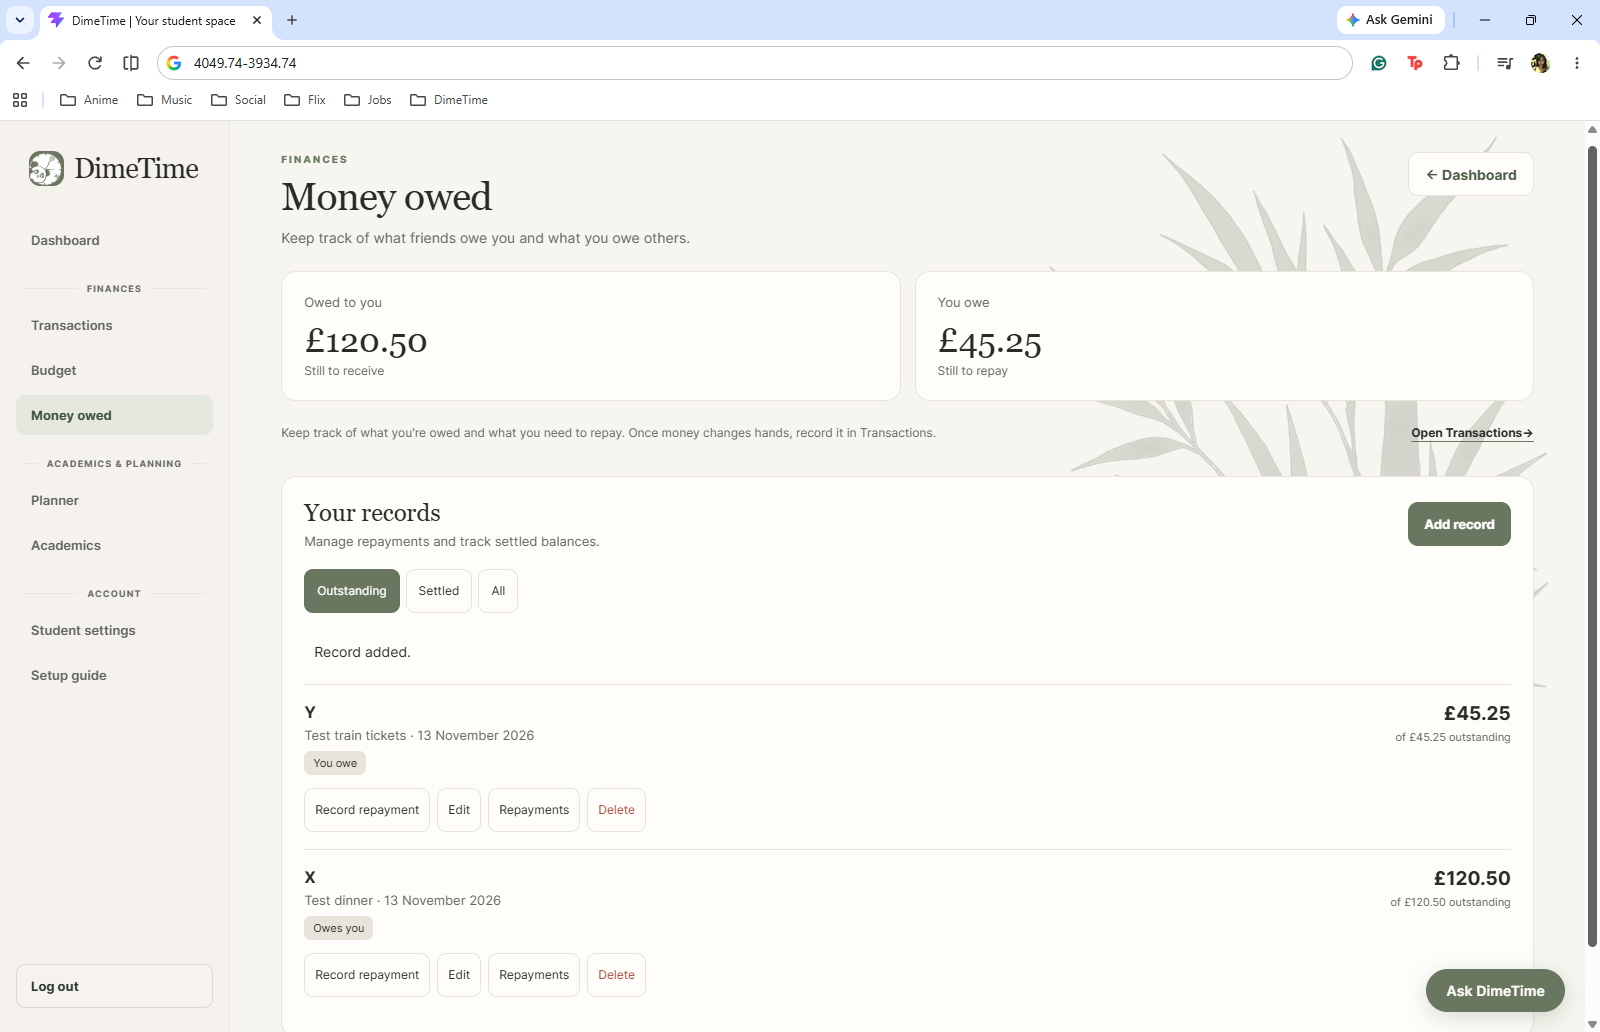 DimeTime | Your student space
Ask Gemini
4049.74-3934.74
Anime
Music
Social
Flix
Jobs
DimeTime
DimeTime
Dashboard
FINANCES
Transactions
Budget
Money owed
ACADEMICS & PLANNING
Planner
Academics
ACCOUNT
Student settings
Setup guide
Log out
FINANCES
Money owed
Keep track of what friends owe you and what you owe others.
← Dashboard
Owed to you
£120.50
Still to receive
You owe
£45.25
Still to repay
Keep track of what you're owed and what you need to repay. Once money changes hands, record it in Transactions.
Open Transactions→
Your records
Manage repayments and track settled balances.
Add record
Outstanding
Settled
All
Record added.
Y
Test train tickets · 13 November 2026
You owe
£45.25
of £45.25 outstanding
Record repayment
Edit
Repayments
Delete
X
Test dinner · 13 November 2026
Owes you
£120.50
of £120.50 outstanding
Record repayment
Edit
Repayments
Delete
Ask DimeTime